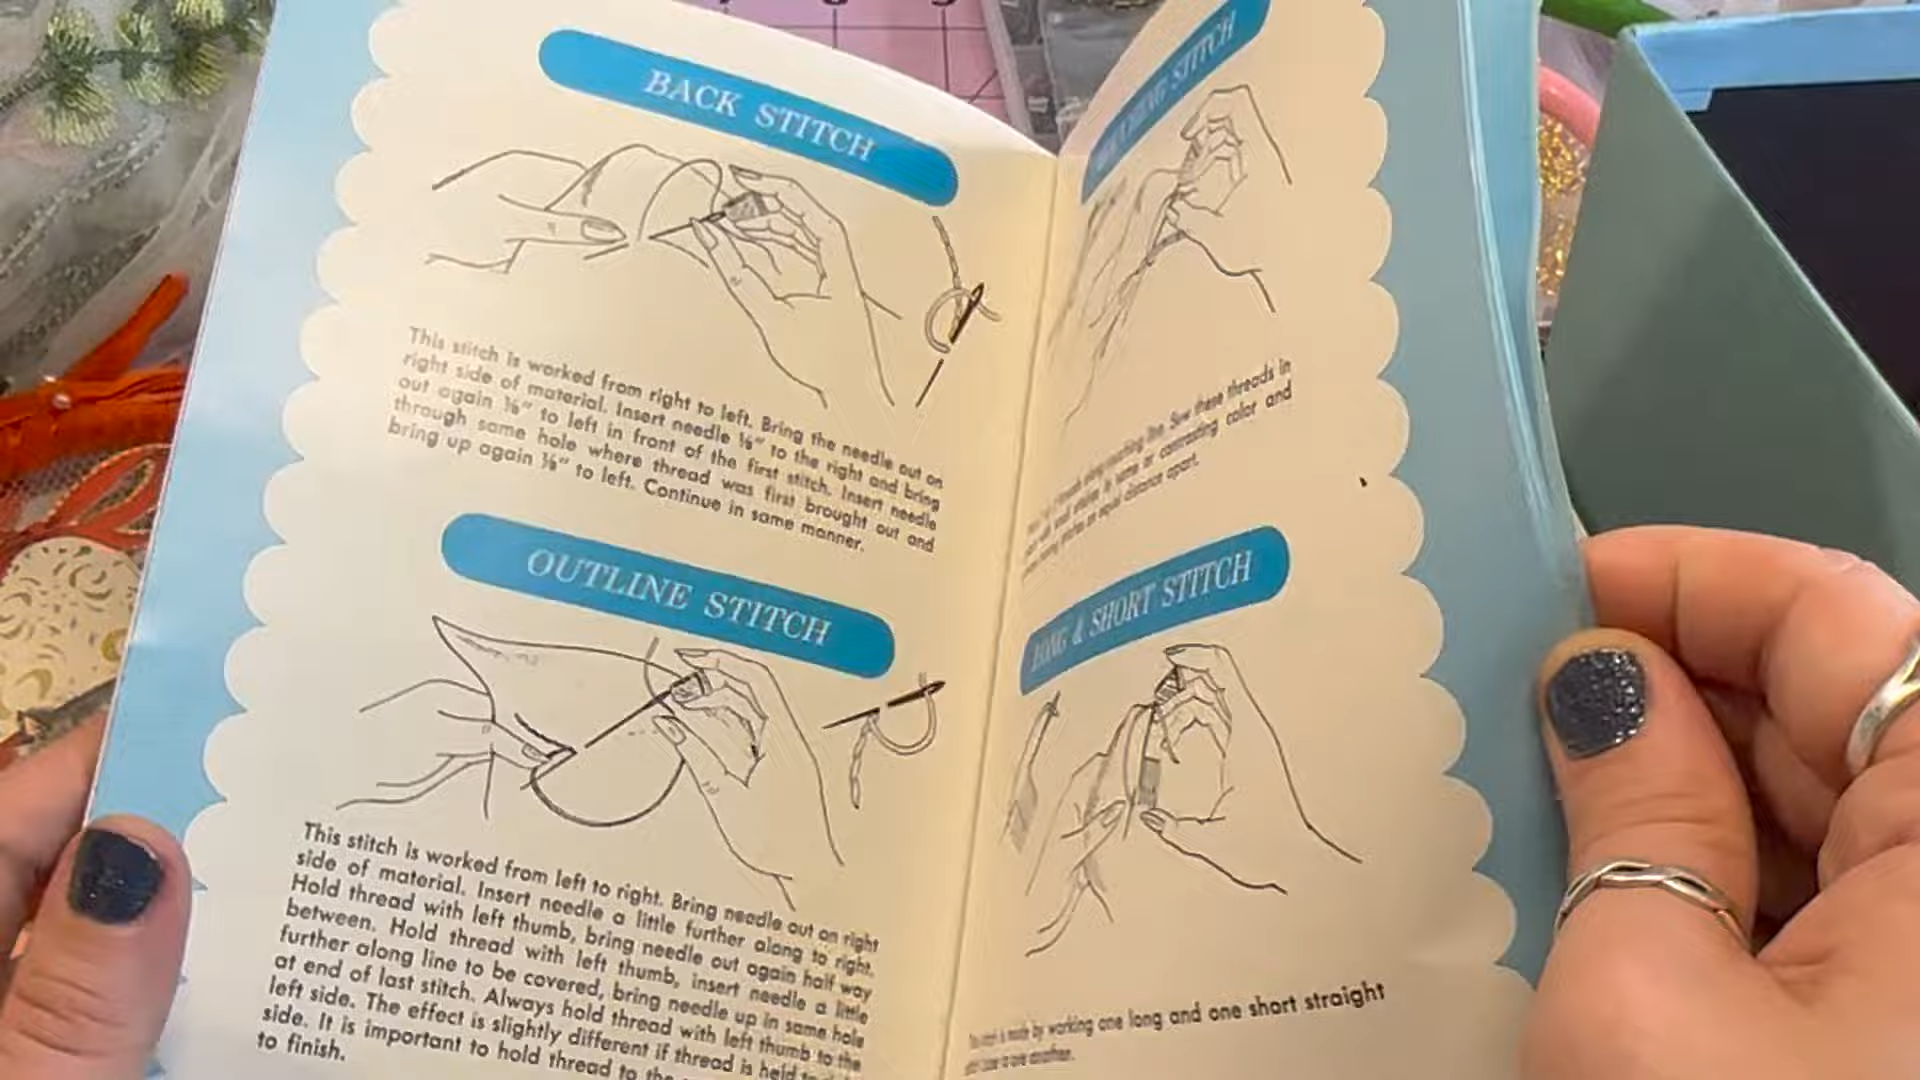 BACK STITCH
This stitch is worked from right to left. Bring the needle out on
right side of material. Insert needle ⅛" to the right and bring
out again ⅛" to left in front of the first stitch. Insert needle
through same hole where thread was first brought out and
bring up again ⅛" to left. Continue in same manner.
OUTLINE STITCH
This stitch is worked from left to right. Bring needle out on right
side of material. Insert needle a little further along to right.
Hold thread with left thumb, bring needle out again half way
between. Hold thread with left thumb, insert needle a little
further along line to be covered, bring needle up in same hole
at end of last stitch. Always hold thread with left thumb to the
left side. The effect is slightly different if thread is held
side. It is important to hold thread to the
to finish.
STITCH
threads along line. Sew these threads in
in same or contrasting color and
an equal distance apart.
LONG & SHORT STITCH
is made by working one long and one short straight
another.